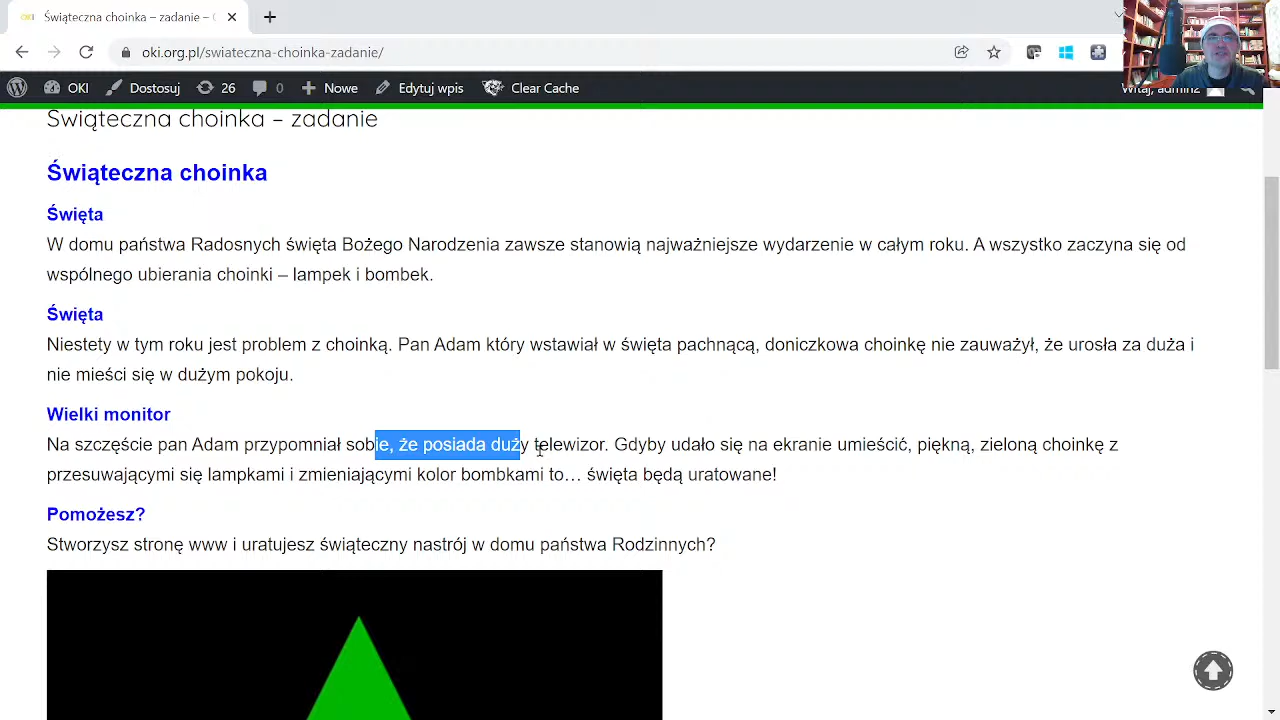 Świąteczna choinka – zadanie – O
oki.org.pl/swiateczna-choinka-zadanie/
OKI Dostosuj 26 0 Nowe Edytuj wpis Clear Cache Witaj, admin2
Świąteczna choinka – zadanie
Świąteczna choinka
Święta
W domu państwa Radosnych święta Bożego Narodzenia zawsze stanowią najważniejsze wydarzenie w całym roku. A wszystko zaczyna się od
wspólnego ubierania choinki – lampek i bombek.
Święta
Niestety w tym roku jest problem z choinką. Pan Adam który wstawiał w święta pachnącą, doniczkowa choinkę nie zauważył, że urosła za duża i
nie mieści się w dużym pokoju.
Wielki monitor
Na szczęście pan Adam przypomniał sobie, że posiada duży telewizor. Gdyby udało się na ekranie umieścić, piękną, zieloną choinkę z
przesuwającymi się lampkami i zmieniającymi kolor bombkami to… święta będą uratowane!
Pomożesz?
Stworzysz stronę www i uratujesz świąteczny nastrój w domu państwa Rodzinnych?